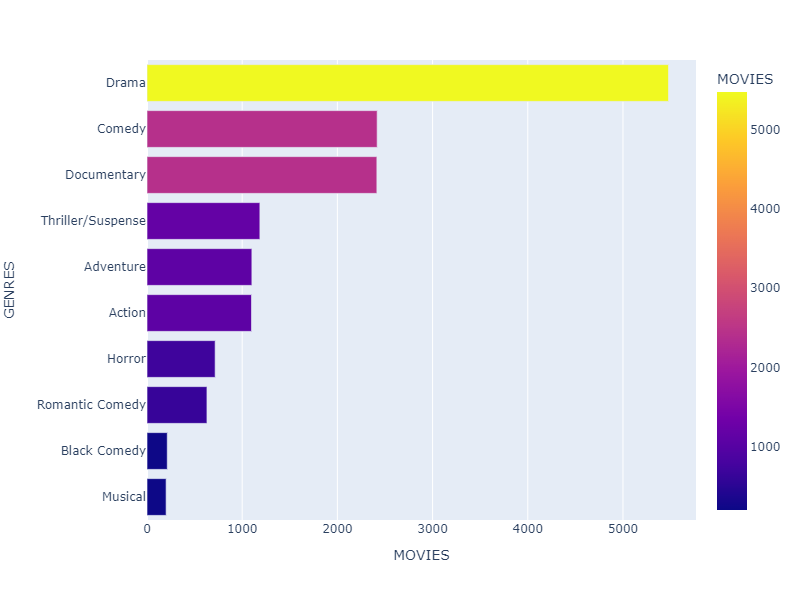 MOVIES
Drama
Comedy
Documentary
Thriller/Suspense
Adventure
Action
Horror
Romantic Comedy
Black Comedy
Musical
GENRES
0 1000 2000 3000 4000 5000
MOVIES
5000
4000
3000
2000
1000